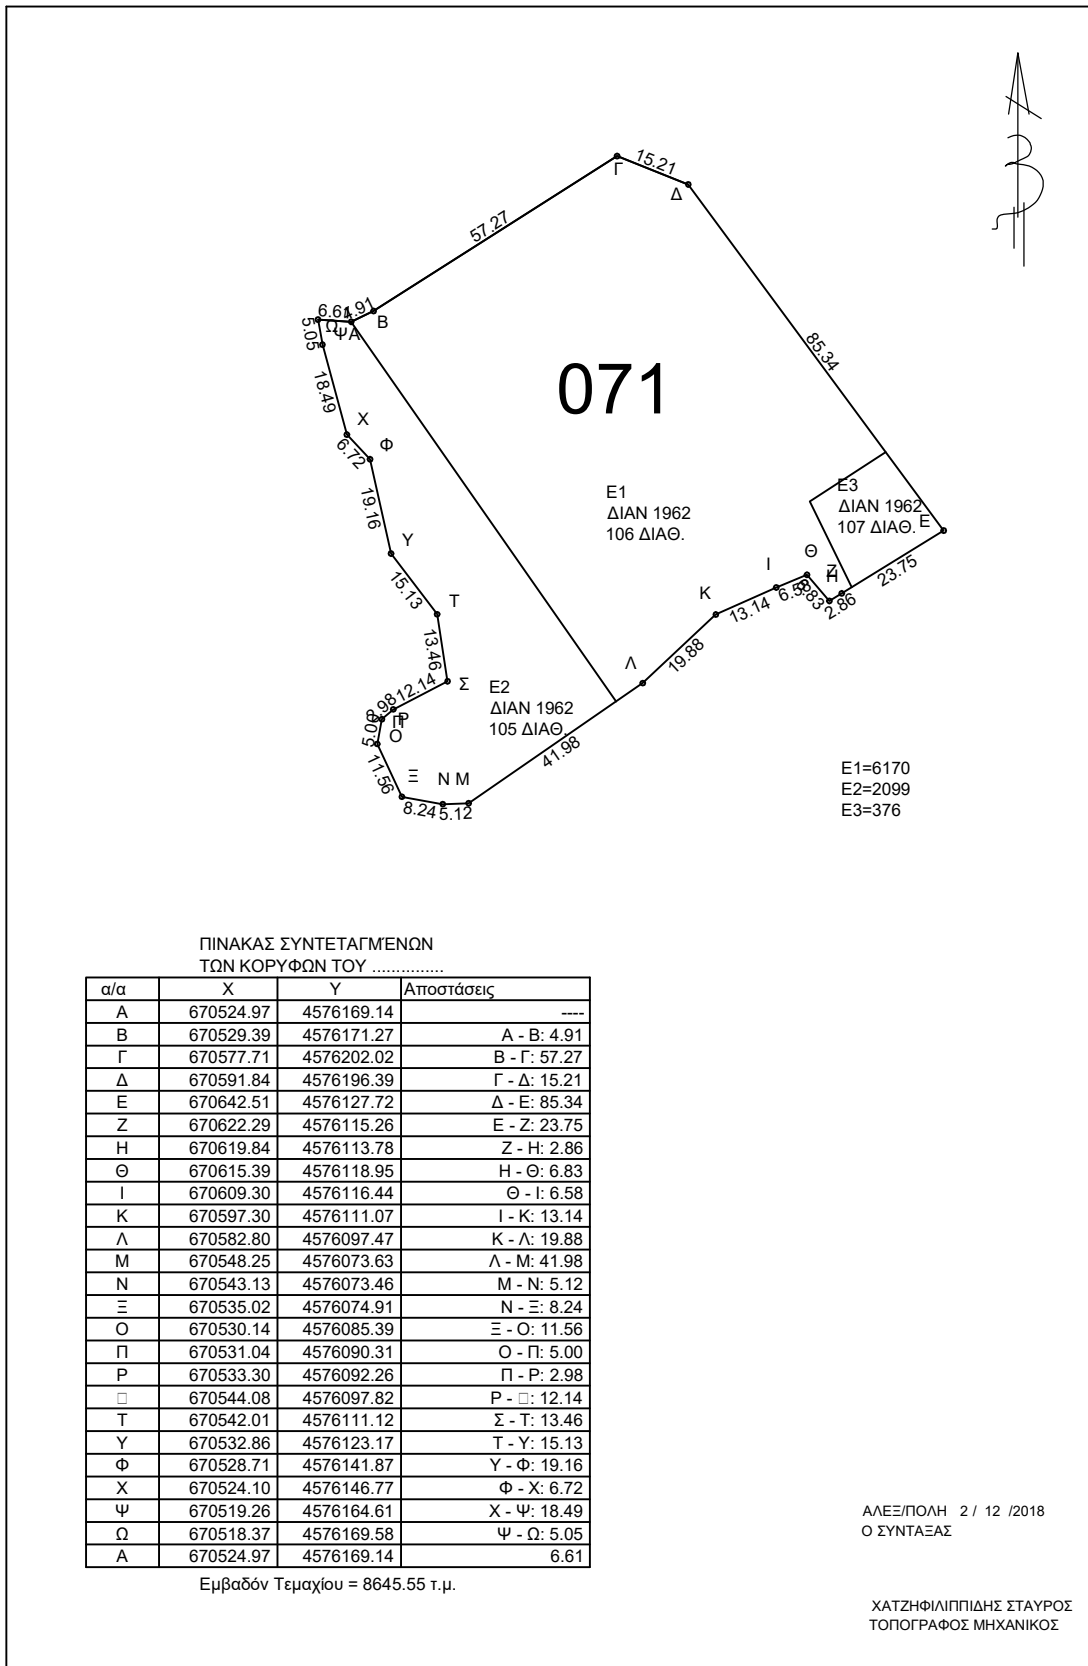 Γ
15.21
Δ
57.27
6.61
4.91
Β
Ω
Ψ
Α
5.05
85.34
18.49
071
Χ
Φ
6.72
19.16
Ε1
ΔΙΑΝ 1962
106 ΔΙΑΘ.
Ε3
ΔΙΑΝ 1962
107 ΔΙΑΘ.
Ε
Υ
Θ
Ι
Ζ
Η
23.75
15.13
Τ
Κ
13.14
6.58
6.83
2.86
13.46
19.88
Λ
12.14
Σ
Ε2
ΔΙΑΝ 1962
105 ΔΙΑΘ.
2.98
Ρ
Π
5.00
Ο
41.98
11.56
Ξ
Ν
Μ
8.24
5.12
Ε1=6170
Ε2=2099
Ε3=376
ΠΙΝΑΚΑΣ ΣΥΝΤΕΤΑΓΜΈΝΩΝ
ΤΩΝ ΚΟΡΥΦΩΝ ΤΟΥ ...............
α/α Χ Υ Αποστάσεις
Α 670524.97 4576169.14 ----
Β 670529.39 4576171.27 Α - Β: 4.91
Γ 670577.71 4576202.02 Β - Γ: 57.27
Δ 670591.84 4576196.39 Γ - Δ: 15.21
Ε 670642.51 4576127.72 Δ - Ε: 85.34
Ζ 670622.29 4576115.26 Ε - Ζ: 23.75
Η 670619.84 4576113.78 Ζ - Η: 2.86
Θ 670615.39 4576118.95 Η - Θ: 6.83
Ι 670609.30 4576116.44 Θ - Ι: 6.58
Κ 670597.30 4576111.07 Ι - Κ: 13.14
Λ 670582.80 4576097.47 Κ - Λ: 19.88
Μ 670548.25 4576073.63 Λ - Μ: 41.98
Ν 670543.13 4576073.46 Μ - Ν: 5.12
Ξ 670535.02 4576074.91 Ν - Ξ: 8.24
Ο 670530.14 4576085.39 Ξ - Ο: 11.56
Π 670531.04 4576090.31 Ο - Π: 5.00
Ρ 670533.30 4576092.26 Π - Ρ: 2.98
□ 670544.08 4576097.82 Ρ - □: 12.14
Τ 670542.01 4576111.12 Σ - Τ: 13.46
Υ 670532.86 4576123.17 Τ - Υ: 15.13
Φ 670528.71 4576141.87 Υ - Φ: 19.16
Χ 670524.10 4576146.77 Φ - Χ: 6.72
Ψ 670519.26 4576164.61 Χ - Ψ: 18.49
Ω 670518.37 4576169.58 Ψ - Ω: 5.05
Α 670524.97 4576169.14 6.61
Εμβαδόν Τεμαχίου = 8645.55 τ.μ.
ΑΛΕΞ/ΠΟΛΗ 2 / 12 /2018
Ο ΣΥΝΤΑΞΑΣ
ΧΑΤΖΗΦΙΛΙΠΠΙΔΗΣ ΣΤΑΥΡΟΣ
ΤΟΠΟΓΡΑΦΟΣ ΜΗΧΑΝΙΚΟΣ